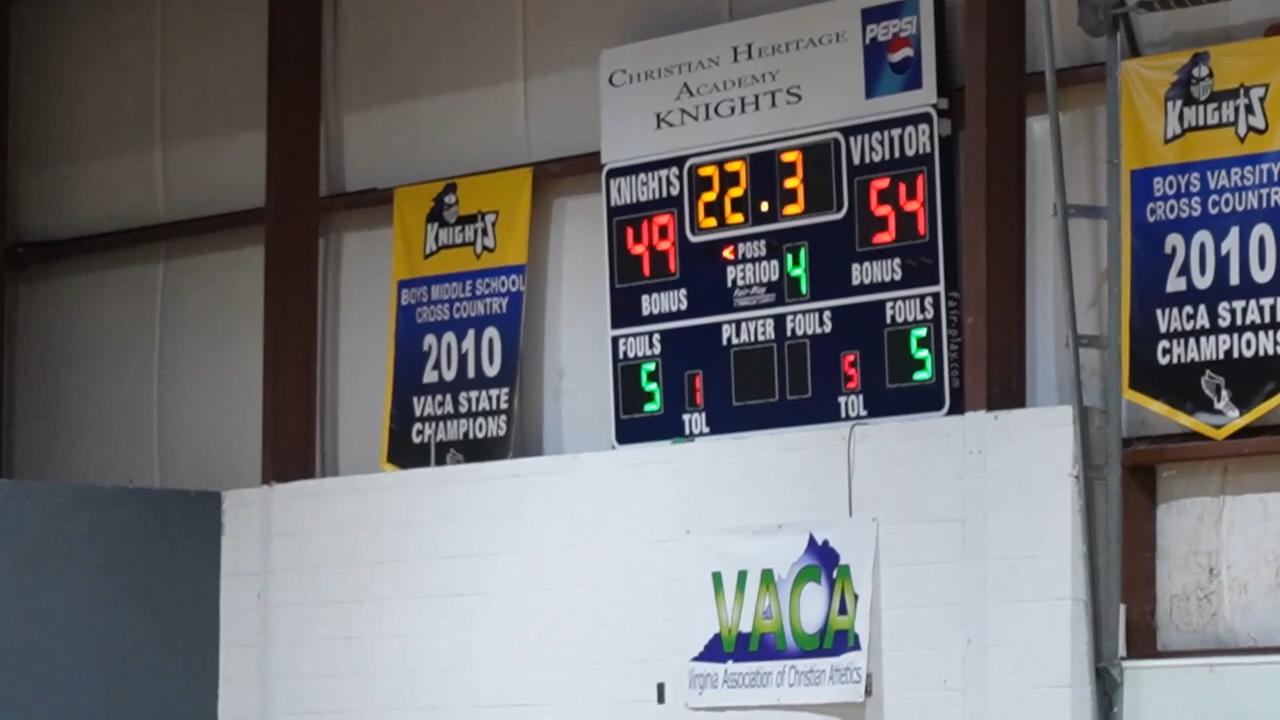 CHRISTIAN HERITAGE
ACADEMY
KNIGHTS
PEPSI
KNIGHTS
22.3
VISITOR
49
54
< POSS
PERIOD 4
BONUS
BONUS
FOULS
PLAYER FOULS
FOULS
5
1
5
5
TOL
TOL
fair-play.com
KNIGHTS
BOYS MIDDLE SCHOOL
CROSS COUNTRY
2010
VACA STATE
CHAMPIONS
KNIGHTS
BOYS VARSITY
CROSS COUNTR
2010
VACA STATE
CHAMPIONS
VACA
Virginia Association of Christian Athletics